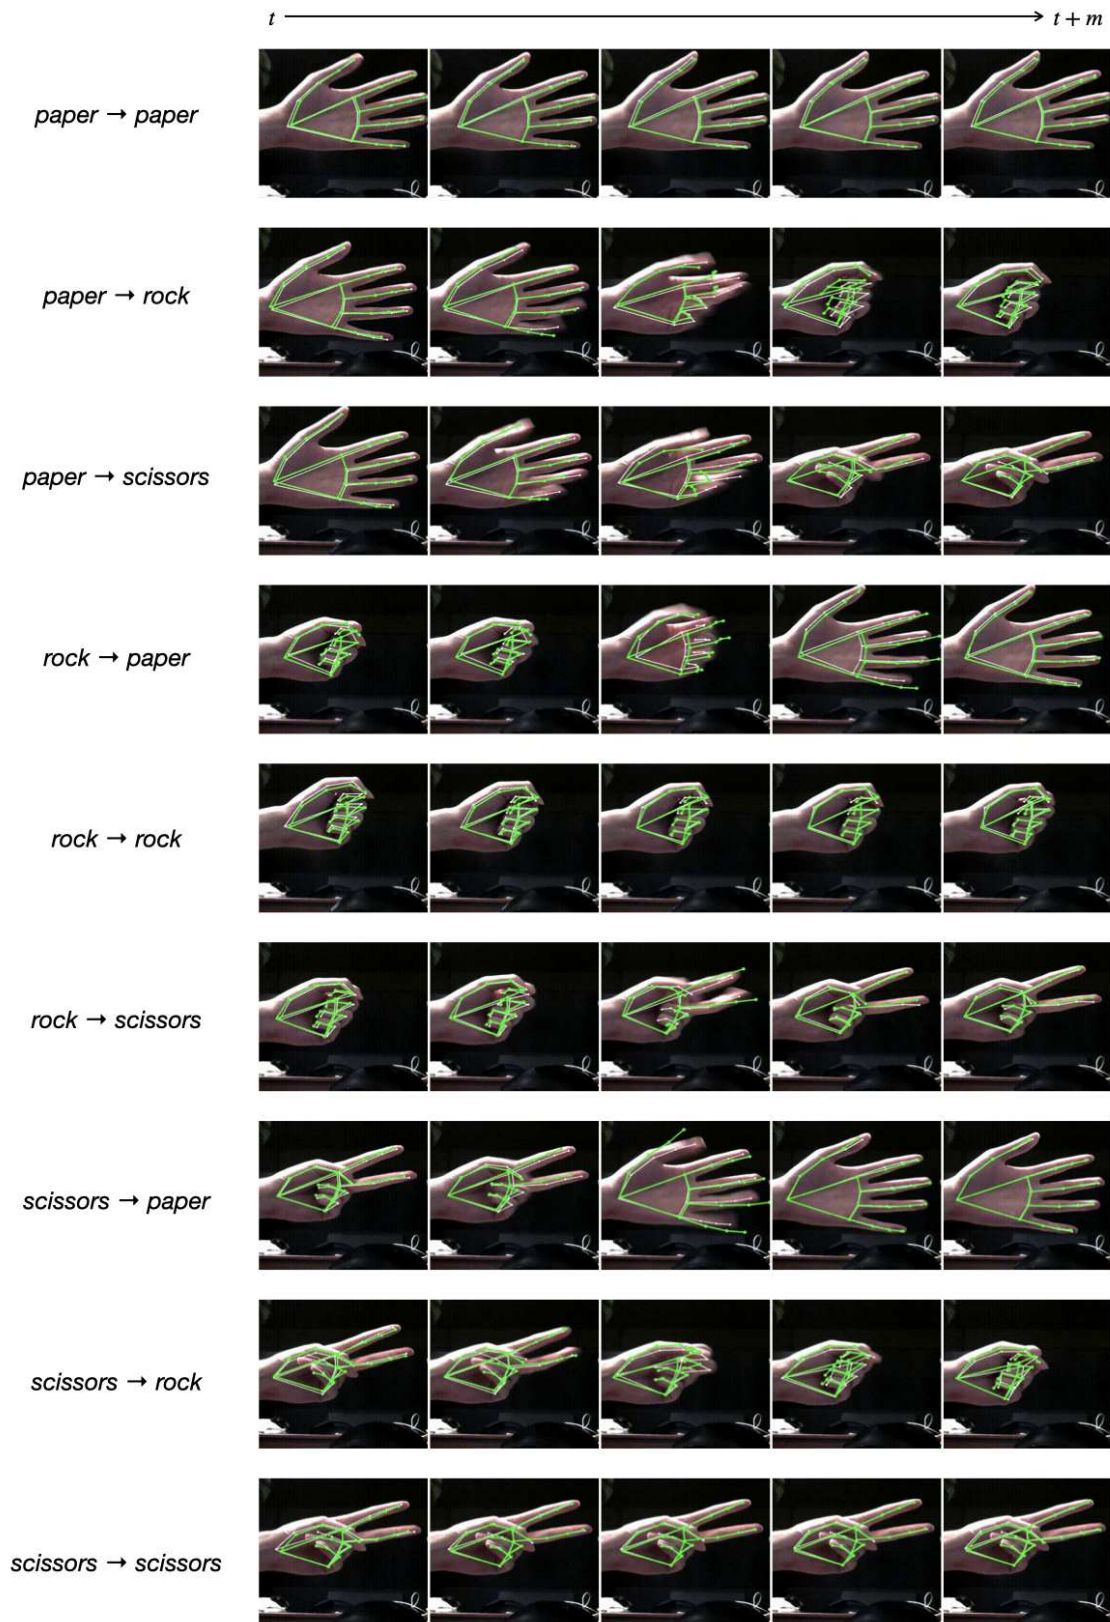 t → t + m
paper → paper
paper → rock
paper → scissors
rock → paper
rock → rock
rock → scissors
scissors → paper
scissors → rock
scissors → scissors